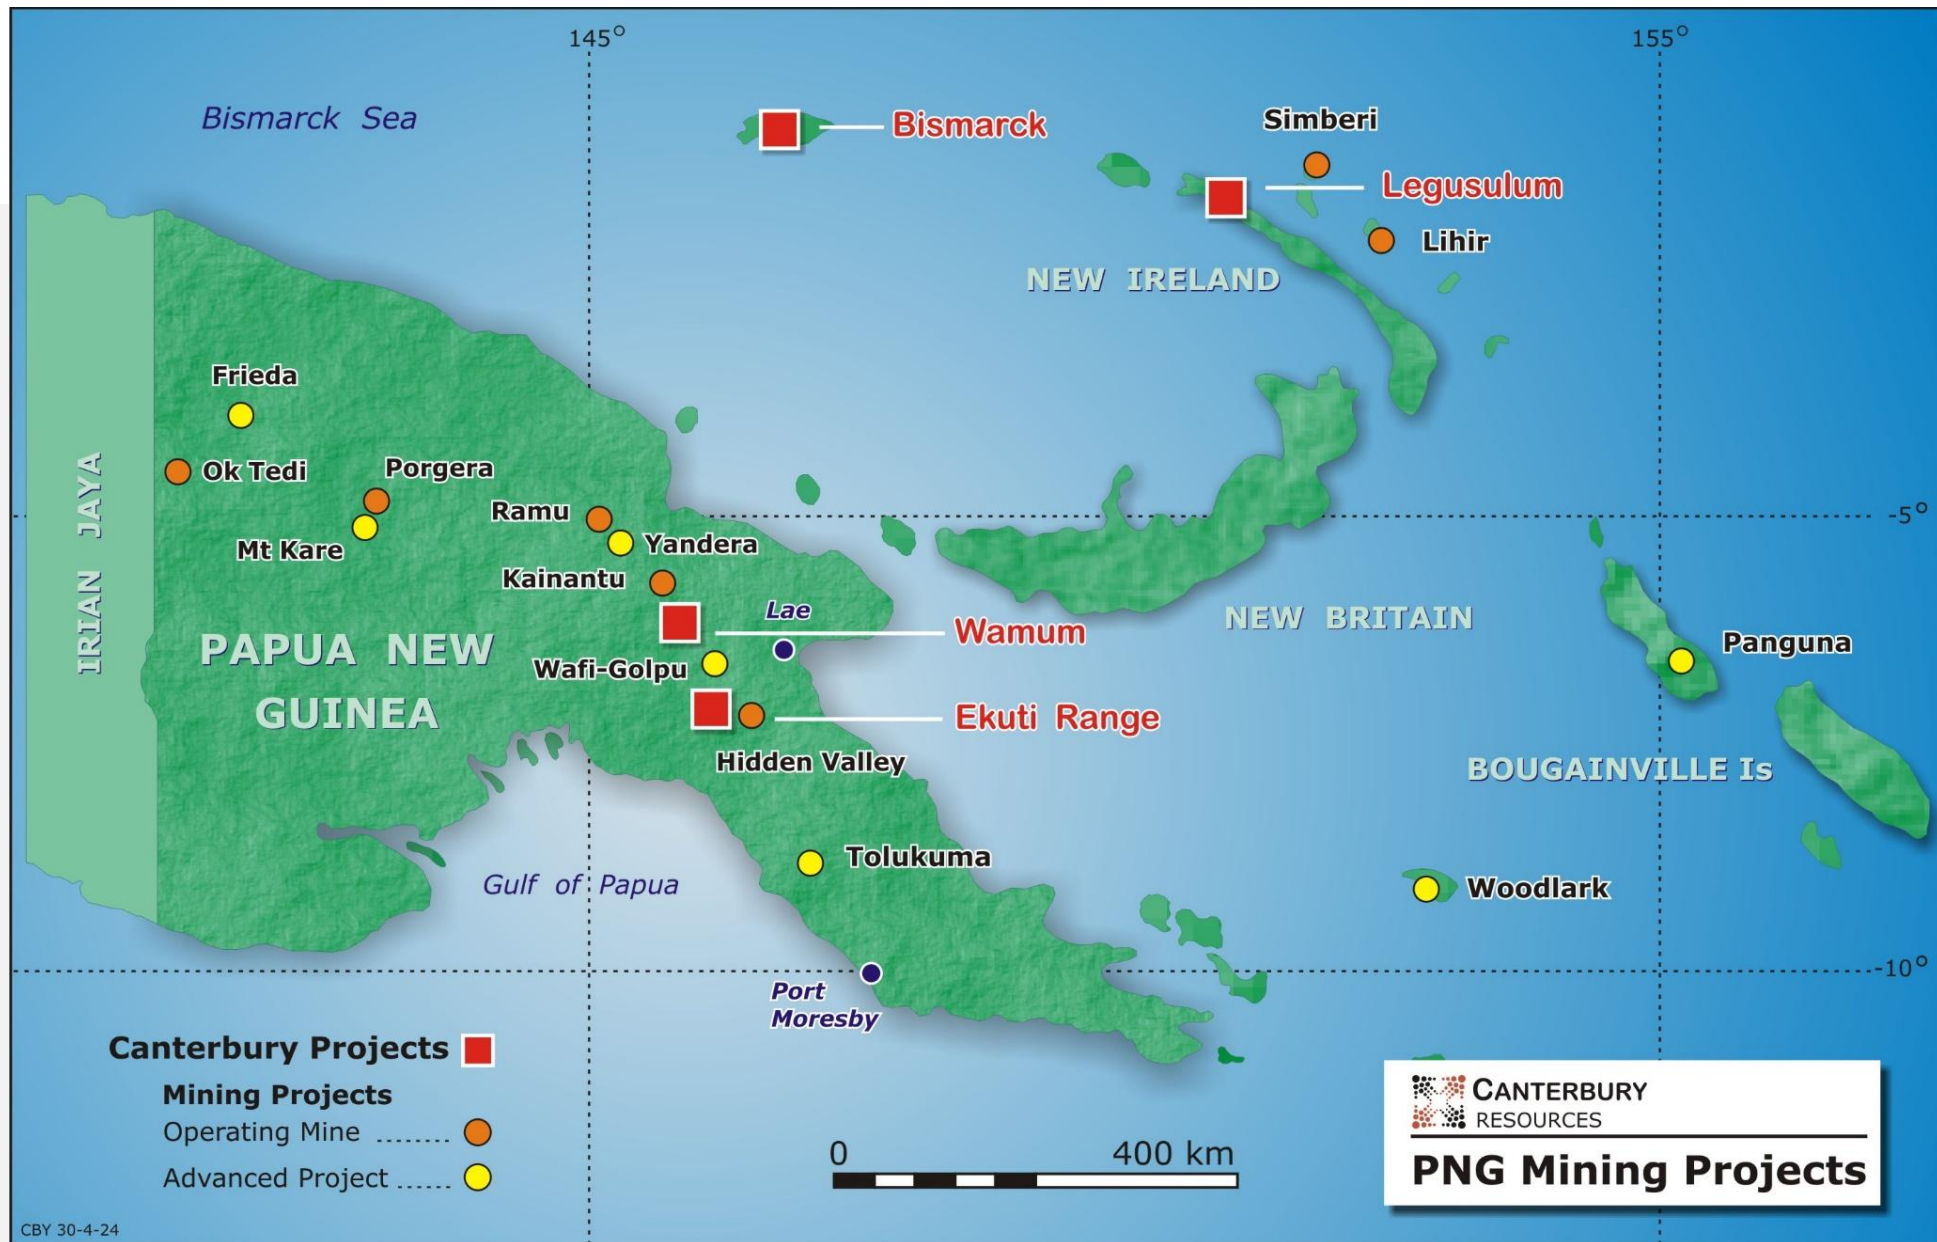 145°
155°
Bismarck Sea
Bismarck
Simberi
Legusulum
Lihir
NEW IRELAND
Frieda
Ok Tedi
Porgera
Mt Kare
Ramu
Yandera
Kainantu
-5°
IRIAN JAYA
PAPUA NEW
GUINEA
Lae
Wamum
Wafi-Golpu
NEW BRITAIN
Panguna
Ekuti Range
Hidden Valley
BOUGAINVILLE Is
Tolukuma
Gulf of Papua
Woodlark
-10°
Port
Moresby
Canterbury Projects
Mining Projects
Operating Mine ........
Advanced Project ......
0 400 km
CANTERBURY
RESOURCES
PNG Mining Projects
CBY 30-4-24